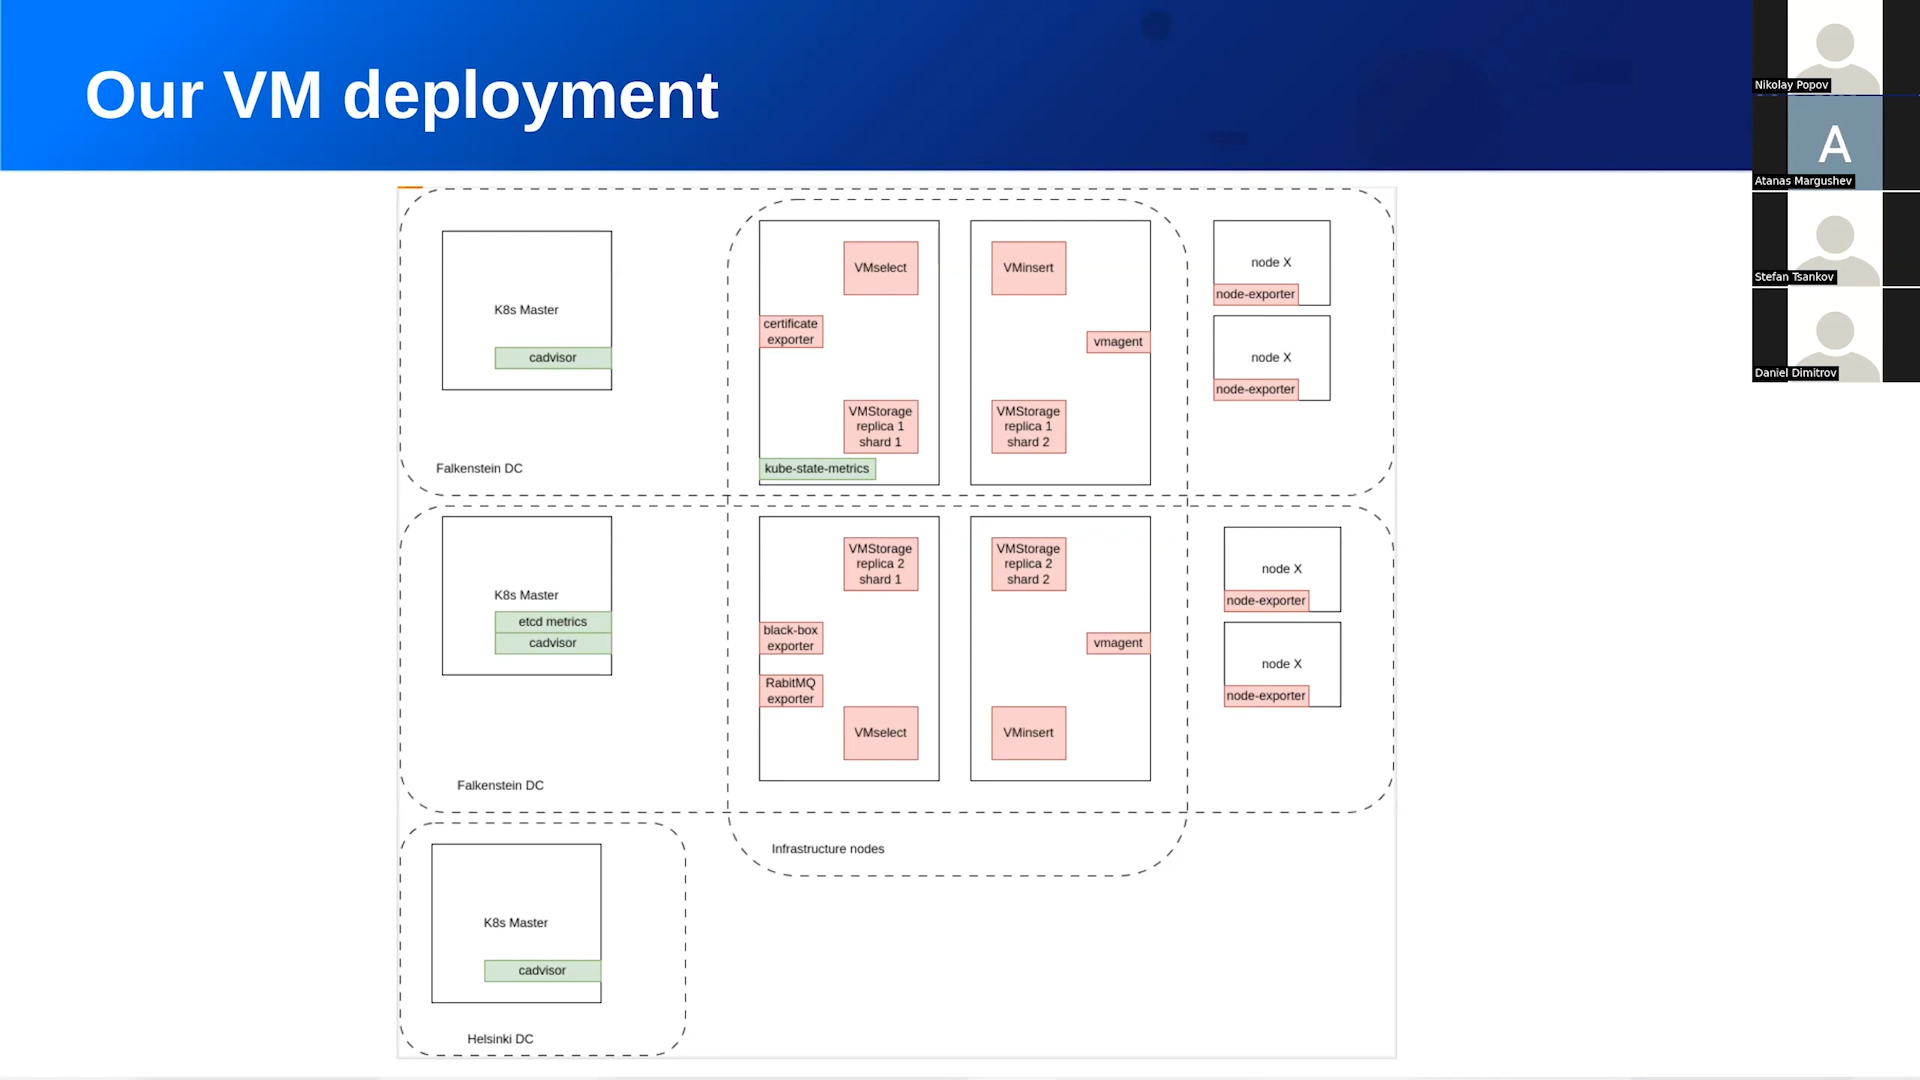 Our VM deployment
Nikolay Popov
A
Atanas Margushev
Stefan Tsankov
Daniel Dimitrov
K8s Master
cadvisor
Falkenstein DC
VMselect
certificate
exporter
VMStorage
replica 1
shard 1
kube-state-metrics
VMinsert
vmagent
VMStorage
replica 1
shard 2
node X
node-exporter
node X
node-exporter
K8s Master
etcd metrics
cadvisor
Falkenstein DC
VMStorage
replica 2
shard 1
black-box
exporter
RabitMQ
exporter
VMselect
VMStorage
replica 2
shard 2
vmagent
VMinsert
node X
node-exporter
node X
node-exporter
Infrastructure nodes
K8s Master
cadvisor
Helsinki DC